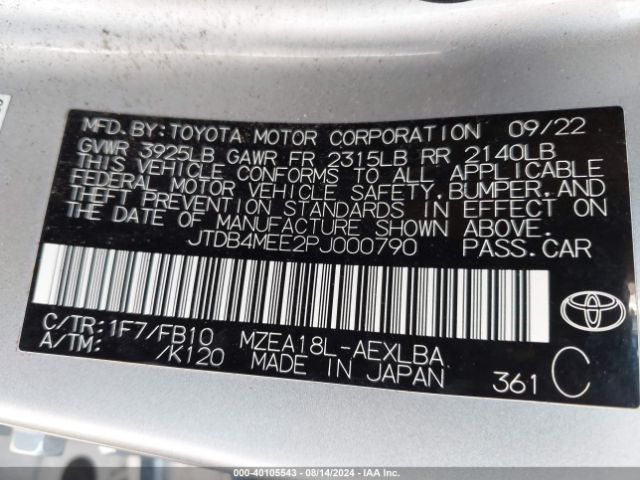 MFD. BY: TOYOTA MOTOR CORPORATION 09/22
GVWR 3925LB GAWR FR 2315LB RR 2140LB
THIS VEHICLE CONFORMS TO ALL APPLICABLE
FEDERAL MOTOR VEHICLE SAFETY, BUMPER, AND
THEFT PREVENTION STANDARDS IN EFFECT ON
THE DATE OF MANUFACTURE SHOWN ABOVE.
JTDB4MEE2PJ000790 PASS. CAR
C/TR: 1F7/FB10 MZEA18L-AEXLBA
A/TM: /K120 MADE IN JAPAN 361 C
000-40105543 - 08/14/2024 - IAA Inc.